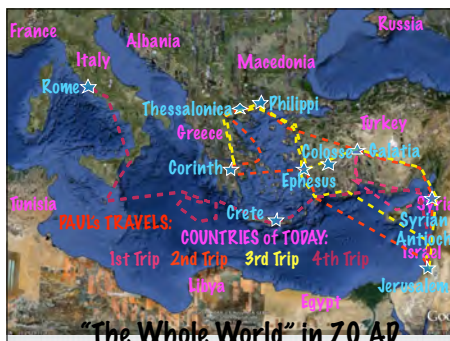 France
Russia
Albania
Italy
Macedonia
Rome
Thessalonica
Philippi
Greece
Turkey
Colosse
Galatia
Corinth
Ephesus
Tunisia
Crete
Syrian
Antioch
PAUL's TRAVELS:
COUNTRIES of TODAY:
Israel
1st Trip 2nd Trip 3rd Trip 4th Trip
Libya
Jerusalem
Egypt
Goo
"The Whole World" in 70 AD